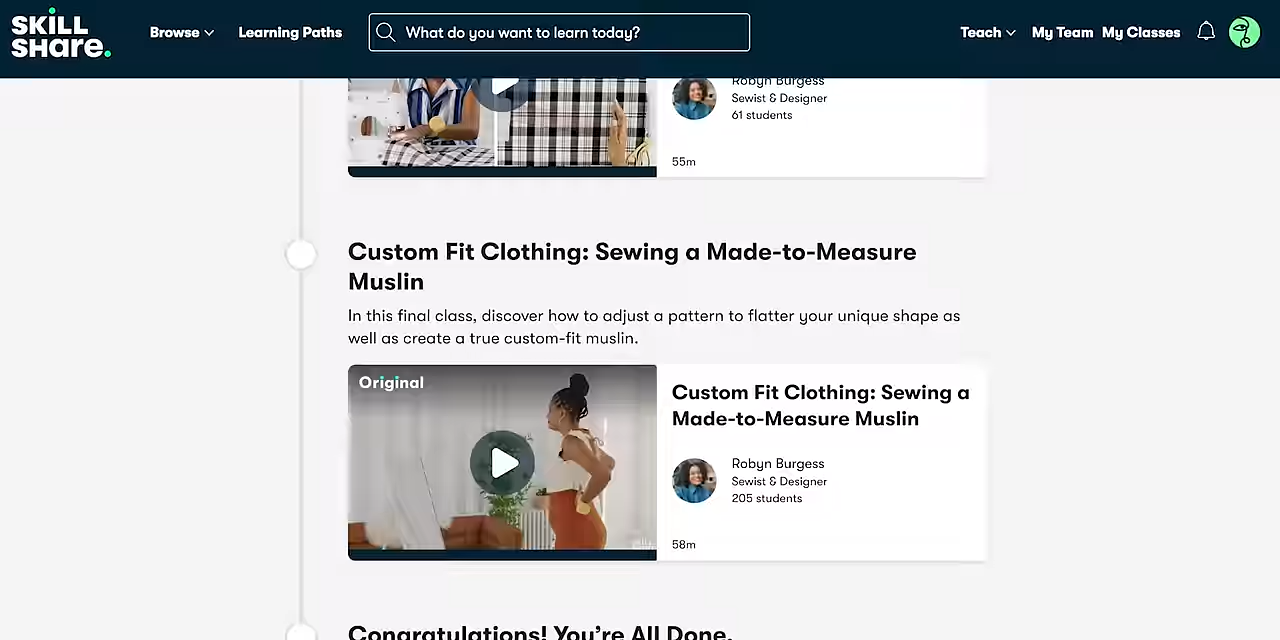 SKiLL
SHare.
Browse
Learning Paths
What do you want to learn today?
Teach
My Team
My Classes
Robyn Burgess
Sewist & Designer
61 students
55m
Custom Fit Clothing: Sewing a Made-to-Measure
Muslin
In this final class, discover how to adjust a pattern to flatter your unique shape as
well as create a true custom-fit muslin.
Original
Custom Fit Clothing: Sewing a
Made-to-Measure Muslin
Robyn Burgess
Sewist & Designer
205 students
58m
Congratulations! You're All Done.